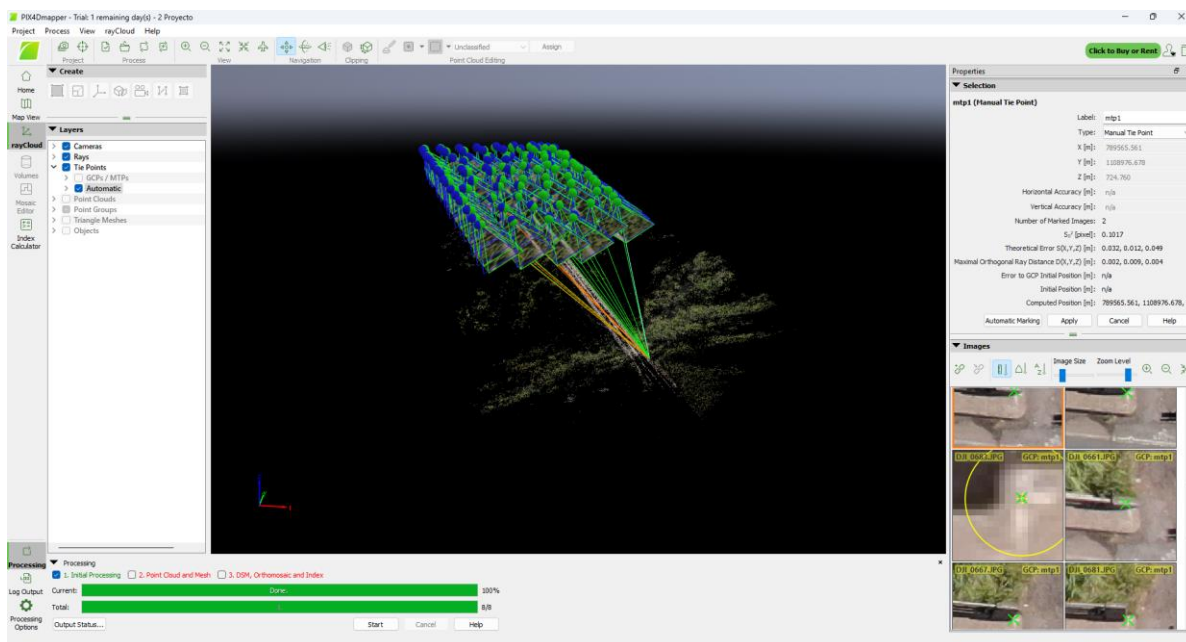 PIX4Dmapper - Trial: 1 remaining day(s) - 2 Proyecto
Project Process View rayCloud Help
Unclassified Assign
Click to Buy or Rent
Project Process View Navigation Clipping Point Cloud Editing
Home
Map View
rayCloud
Volumes
Mosaic Editor
Index Calculator
Processing
Log Output
Processing Options
Create
Layers
Cameras
Rays
Tie Points
GCPs / MTPs
Automatic
Point Clouds
Point Groups
Triangle Meshes
Objects
Properties
Selection
mtp1 (Manual Tie Point)
Label: mtp1
Type: Manual Tie Point
X [m]: 789565.561
Y [m]: 1108976.678
Z [m]: 724.760
Horizontal Accuracy [m]: n/a
Vertical Accuracy [m]: n/a
Number of Marked Images: 2
S₀² [pixel]: 0.1017
Theoretical Error S(X,Y,Z) [m]: 0.032, 0.012, 0.049
Maximal Orthogonal Ray Distance D(X,Y,Z) [m]: 0.002, 0.009, 0.004
Error to GCP Initial Position [m]: n/a
Initial Position [m]: n/a
Computed Position [m]: 789565.561, 1108976.678,
Automatic Marking Apply Cancel Help
Images
Image Size Zoom Level
DJI_0683.JPG GCP: mtp1 DJI_0661.JPG GCP: mtp1
DJI_0667.JPG GCP: mtp1 DJI_0681.JPG GCP: mtp1
Processing
1. Initial Processing 2. Point Cloud and Mesh 3. DSM, Orthomosaic and Index
Current: Done. 100%
Total: 8/8
Output Status... Start Cancel Help